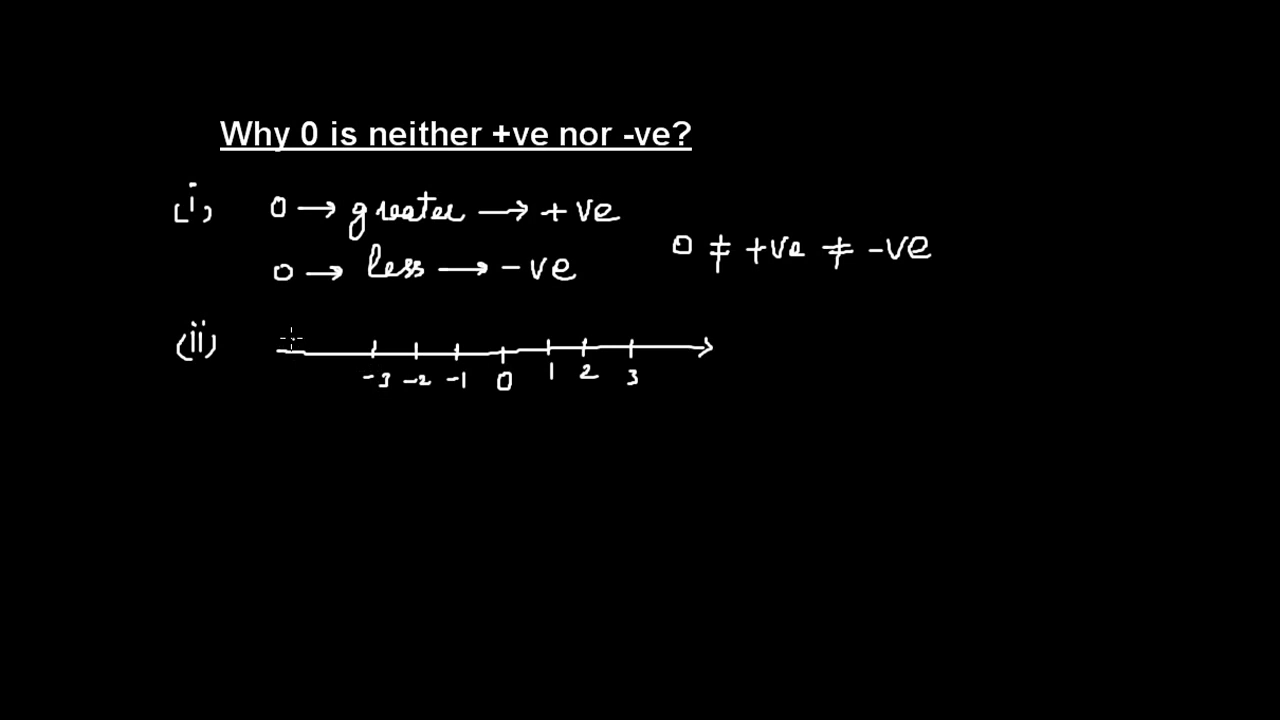 Why 0 is neither +ve nor -ve?
(i) 0 → greater → +ve
0 → less → -ve
0 ≠ +ve ≠ -ve
(ii)
-3 -2 -1 0 1 2 3